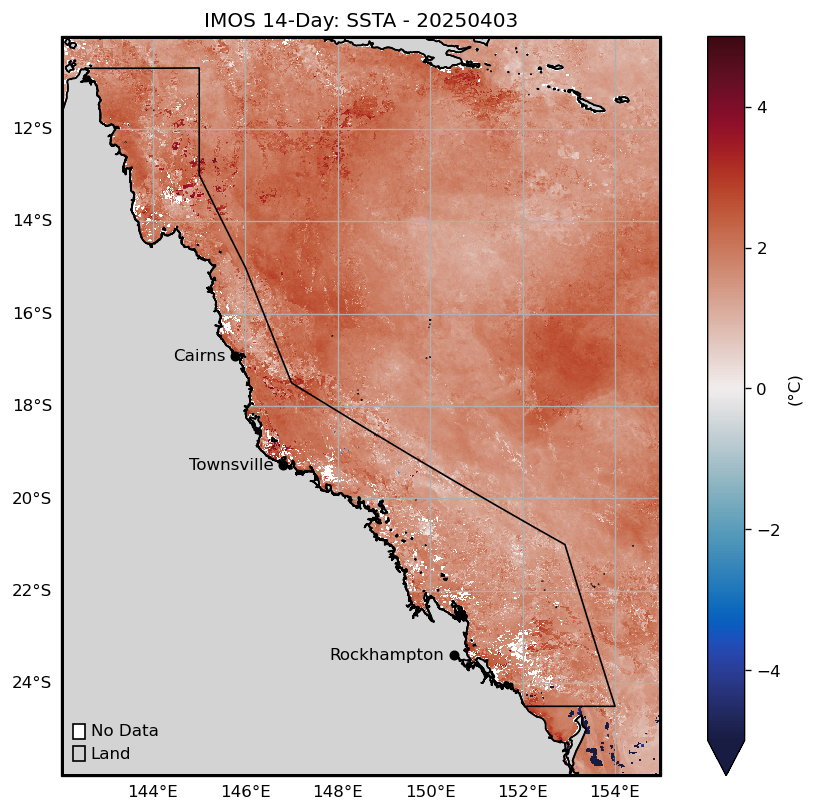 IMOS 14-Day: SSTA - 20250403
12°S
14°S
16°S
18°S
20°S
22°S
24°S
Cairns
Townsville
Rockhampton
No Data
Land
144°E 146°E 148°E 150°E 152°E 154°E
4
2
0
−2
−4
(°C)